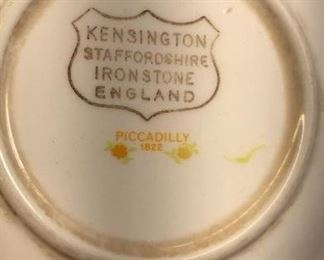 KENSINGTON
STAFFORDSHIRE
IRONSTONE
ENGLAND
PICCADILLY
1822